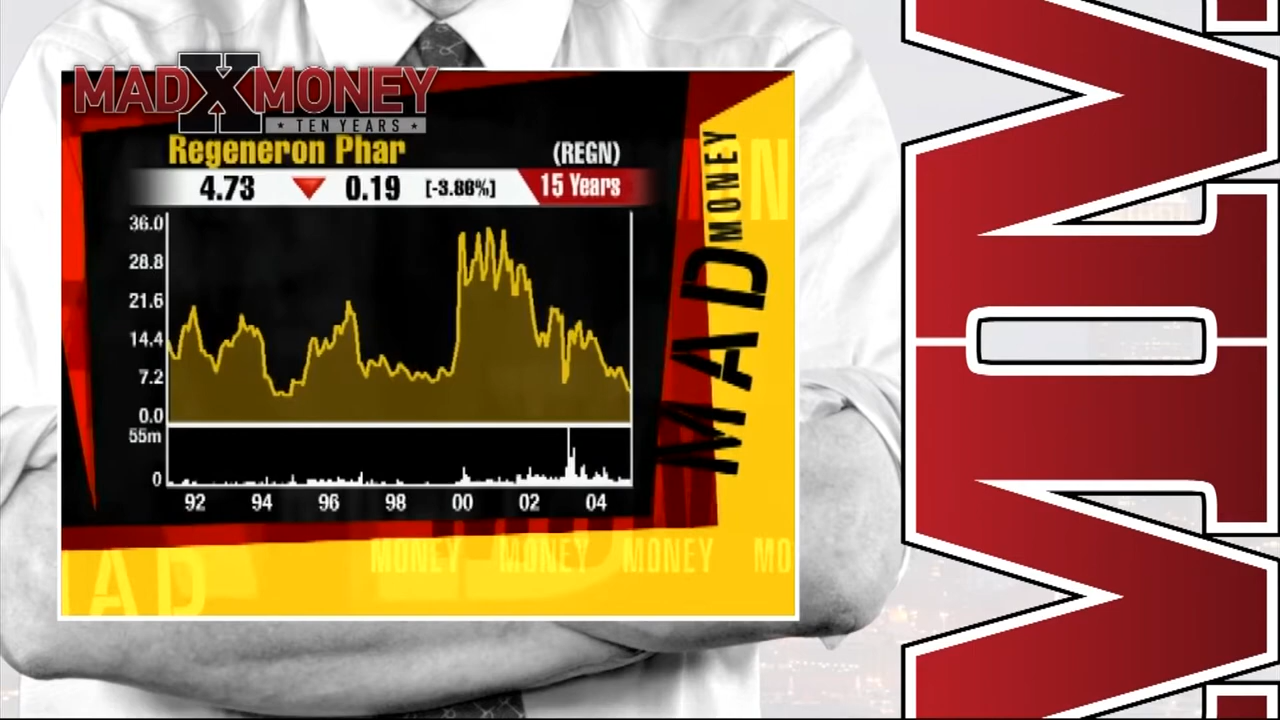 MAD X MONEY
★ TEN YEARS ★
Regeneron Phar (REGN)
4.73 ▼ 0.19 [-3.86%] 15 Years
36.0
28.8
21.6
14.4
7.2
0.0
55m
0
92 94 96 98 00 02 04
MAD MONEY
N
MONEY MONEY MONEY MO
AD